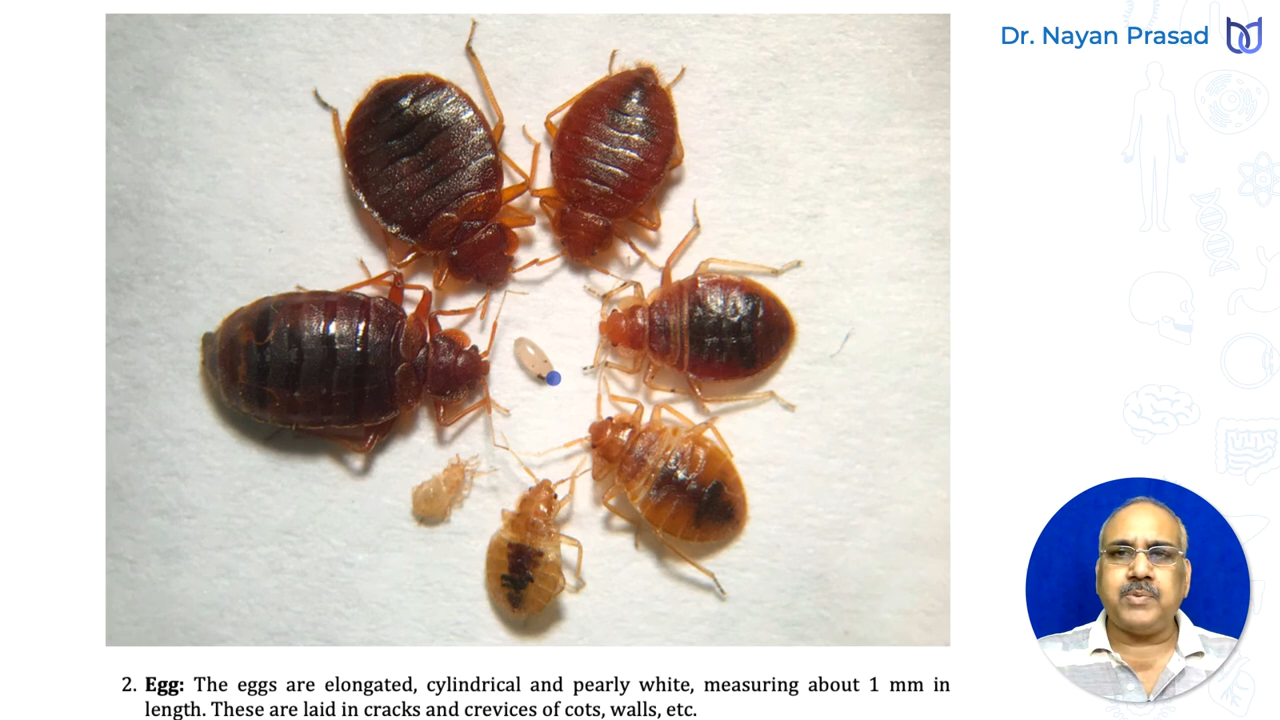 Dr. Nayan Prasad
2. Egg: The eggs are elongated, cylindrical and pearly white, measuring about 1 mm in
length. These are laid in cracks and crevices of cots, walls, etc.